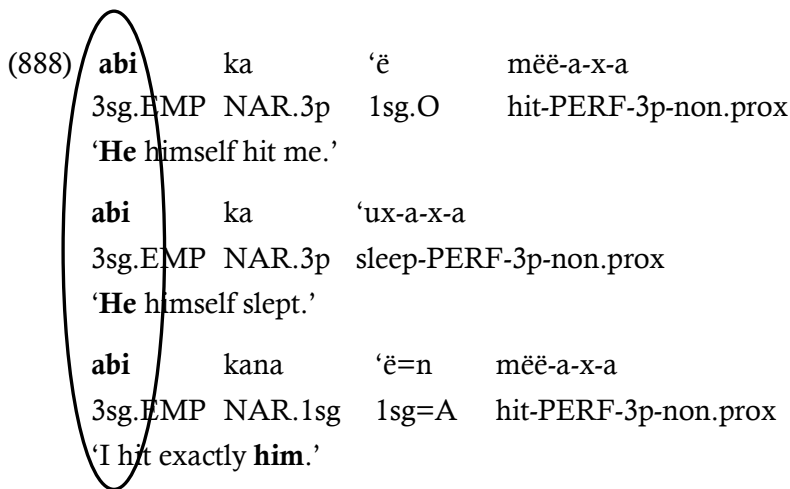 (888) abi ka ‘ë mëë-a-x-a
3sg.EMP NAR.3p 1sg.O hit-PERF-3p-non.prox
‘He himself hit me.’
abi ka ‘ux-a-x-a
3sg.EMP NAR.3p sleep-PERF-3p-non.prox
‘He himself slept.’
abi kana ‘ë=n mëë-a-x-a
3sg.EMP NAR.1sg 1sg=A hit-PERF-3p-non.prox
‘I hit exactly him.’